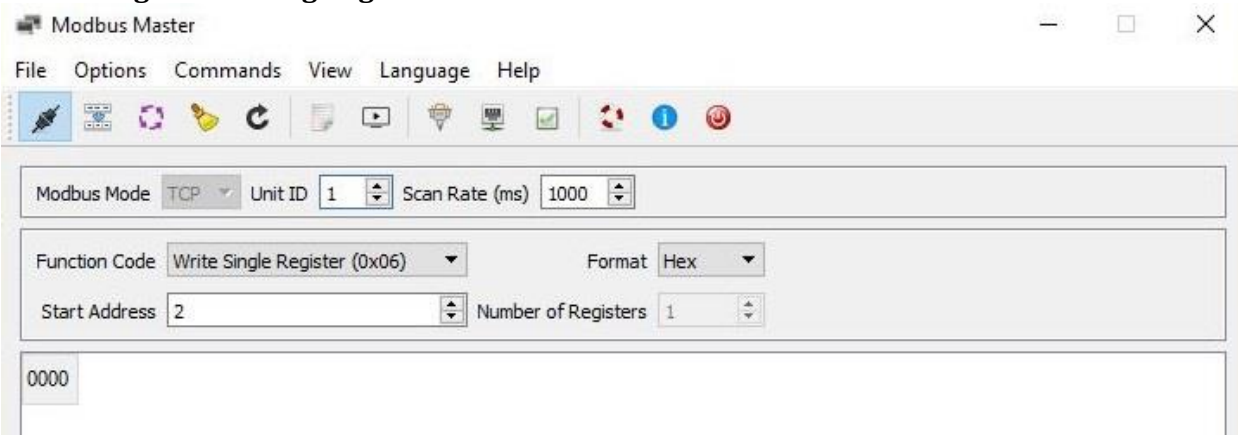 Modbus Master
File Options Commands View Language Help
Modbus Mode TCP Unit ID 1 Scan Rate (ms) 1000
Function Code Write Single Register (0x06) Format Hex
Start Address 2 Number of Registers 1
0000